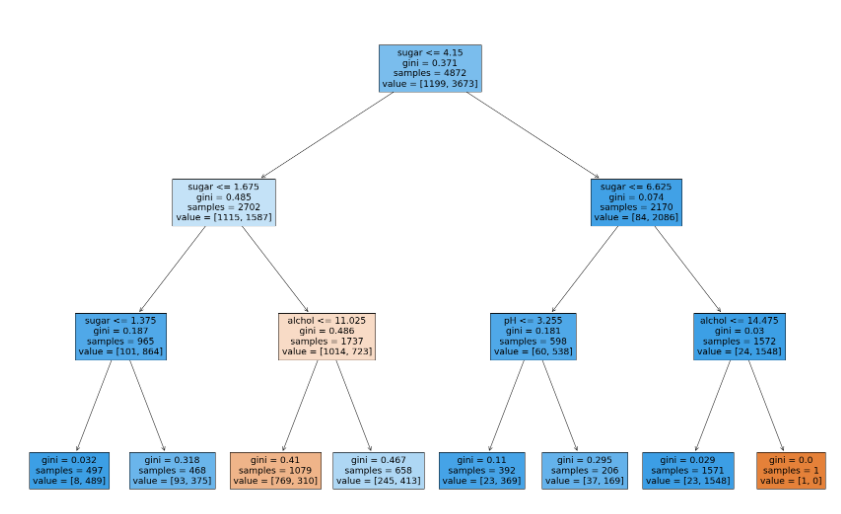 sugar <= 4.15
gini = 0.371
samples = 4872
value = [1199, 3673]
sugar <= 1.675
gini = 0.485
samples = 2702
value = [1115, 1587]
sugar <= 6.625
gini = 0.074
samples = 2170
value = [84, 2086]
sugar <= 1.375
gini = 0.187
samples = 965
value = [101, 864]
alchol <= 11.025
gini = 0.486
samples = 1737
value = [1014, 723]
pH <= 3.255
gini = 0.181
samples = 598
value = [60, 538]
alchol <= 14.475
gini = 0.03
samples = 1572
value = [24, 1548]
gini = 0.032
samples = 497
value = [8, 489]
gini = 0.318
samples = 468
value = [93, 375]
gini = 0.41
samples = 1079
value = [769, 310]
gini = 0.467
samples = 658
value = [245, 413]
gini = 0.11
samples = 392
value = [23, 369]
gini = 0.295
samples = 206
value = [37, 169]
gini = 0.029
samples = 1571
value = [23, 1548]
gini = 0.0
samples = 1
value = [1, 0]